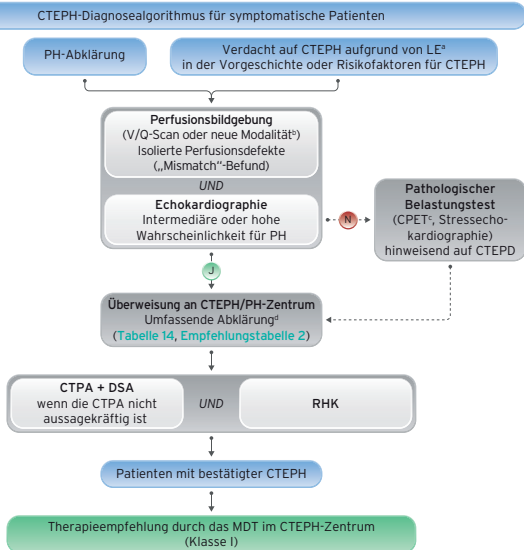 CTEPH-Diagnosealgorithmus für symptomatische Patienten
PH-Abklärung
Verdacht auf CTEPH aufgrund von LEᵃ
in der Vorgeschichte oder Risikofaktoren für CTEPH
Perfusionsbildgebung
(V/Q-Scan oder neue Modalitätᵇ)
Isolierte Perfusionsdefekte
(„Mismatch“-Befund)
UND
Echokardiographie
Intermediäre oder hohe
Wahrscheinlichkeit für PH
N
Pathologischer
Belastungstest
(CPETᶜ, Stressecho-
kardiographie)
hinweisend auf CTEPD
J
Überweisung an CTEPH/PH-Zentrum
Umfassende Abklärungᵈ
(Tabelle 14, Empfehlungstabelle 2)
CTPA + DSA
wenn die CTPA nicht
aussagekräftig ist
UND
RHK
Patienten mit bestätigter CTEPH
Therapieempfehlung durch das MDT im CTEPH-Zentrum
(Klasse I)